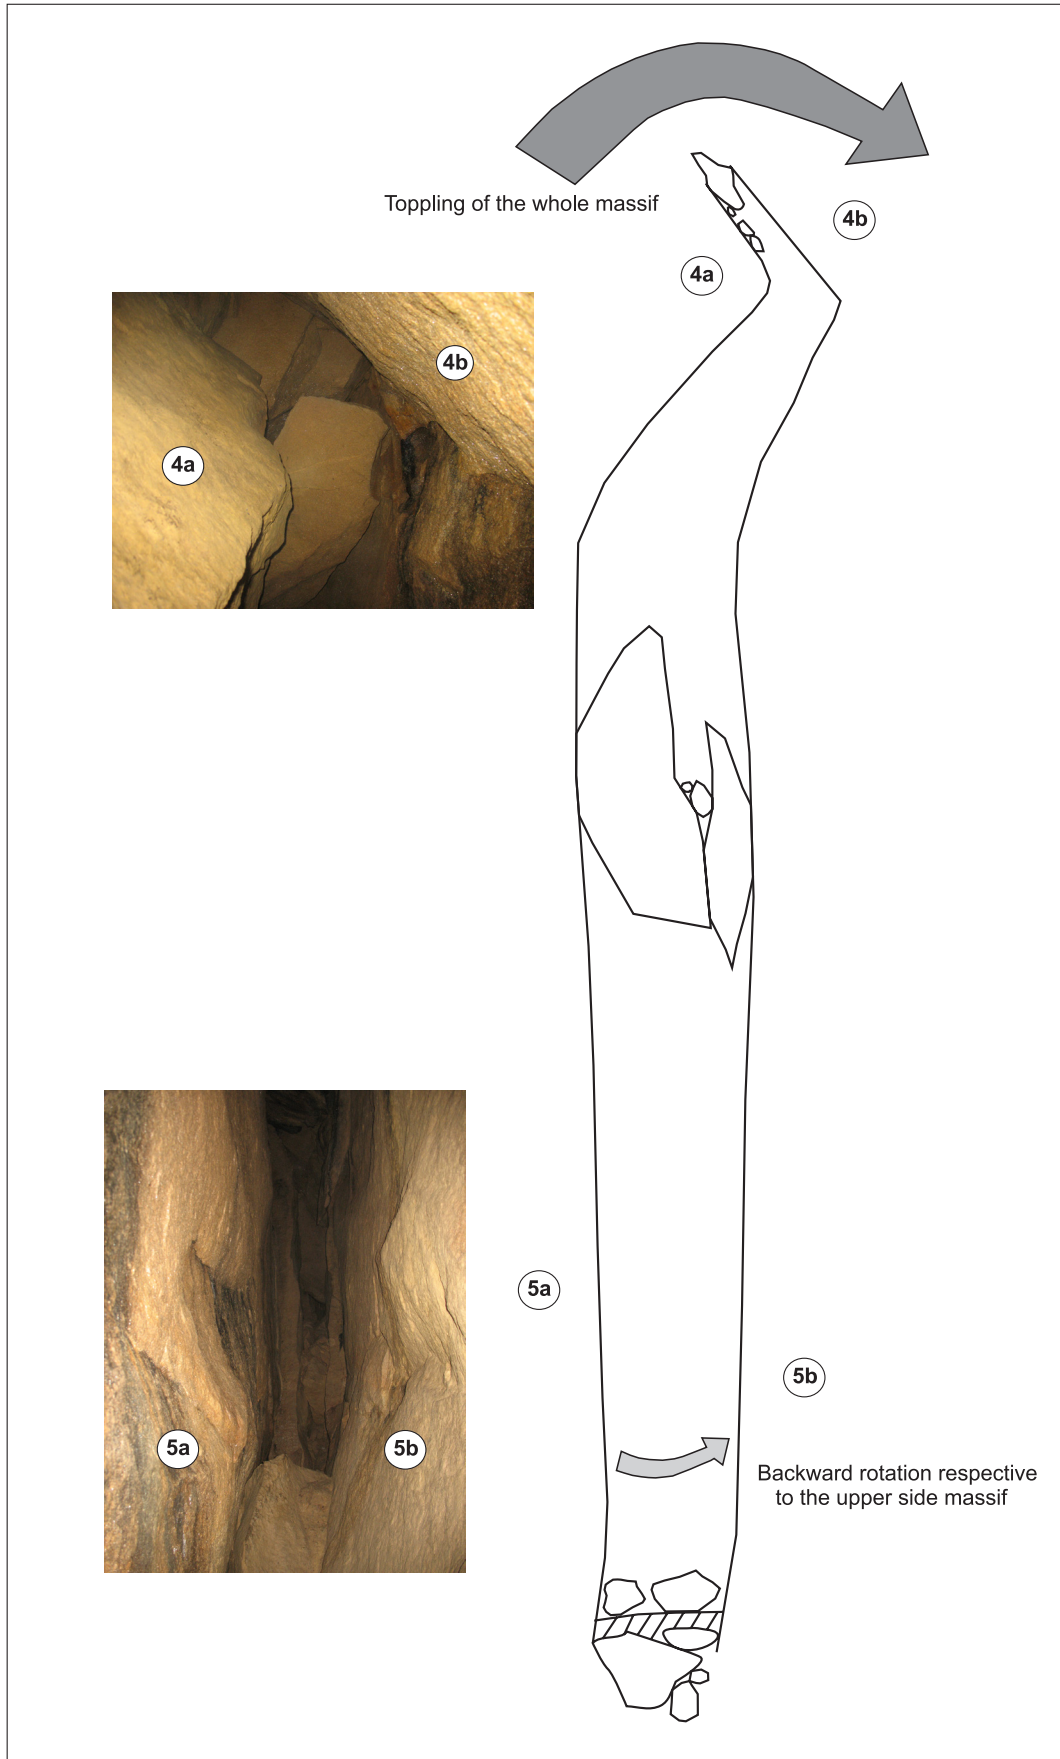 Toppling of the whole massif
4b
4a
4b
4a
5a
5b
5a
5b
Backward rotation respective
to the upper side massif